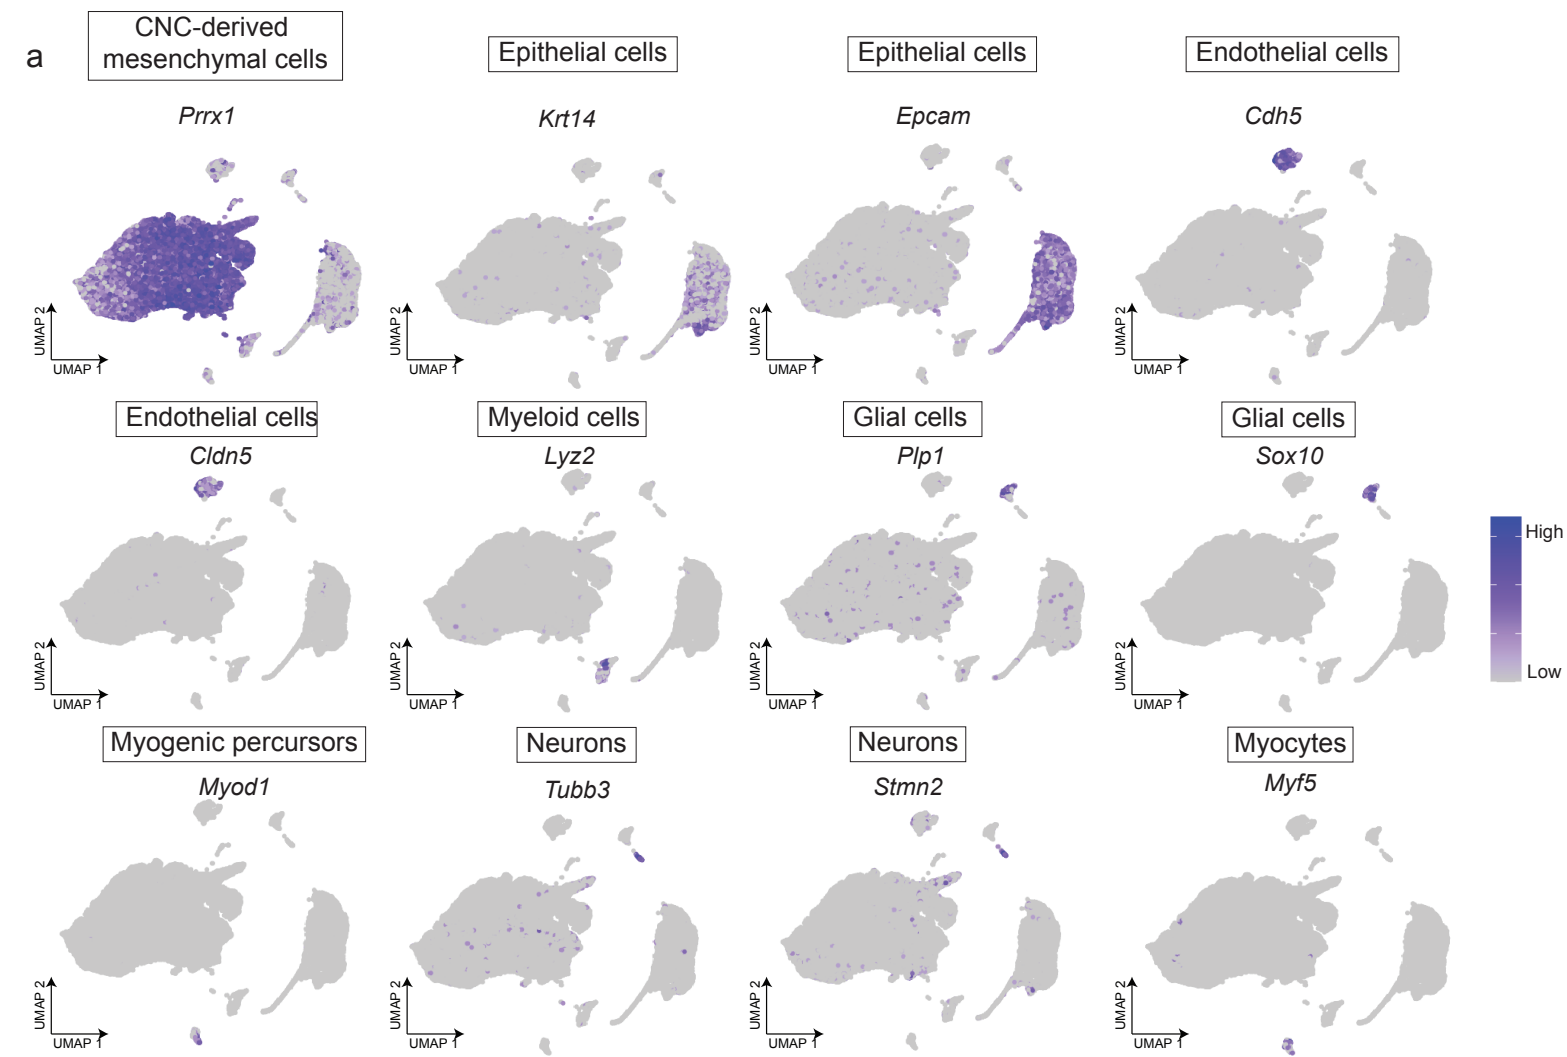 a
CNC-derived
mesenchymal cells
Epithelial cells
Epithelial cells
Endothelial cells
Prrx1
Krt14
Epcam
Cdh5
UMAP 2
UMAP 1
UMAP 2
UMAP 1
UMAP 2
UMAP 1
UMAP 2
UMAP 1
Endothelial cells
Myeloid cells
Glial cells
Glial cells
Cldn5
Lyz2
Plp1
Sox10
UMAP 2
UMAP 1
UMAP 2
UMAP 1
UMAP 2
UMAP 1
UMAP 2
UMAP 1
High
Low
Myogenic percursors
Neurons
Neurons
Myocytes
Myod1
Tubb3
Stmn2
Myf5
UMAP 2
UMAP 1
UMAP 2
UMAP 1
UMAP 2
UMAP 1
UMAP 2
UMAP 1